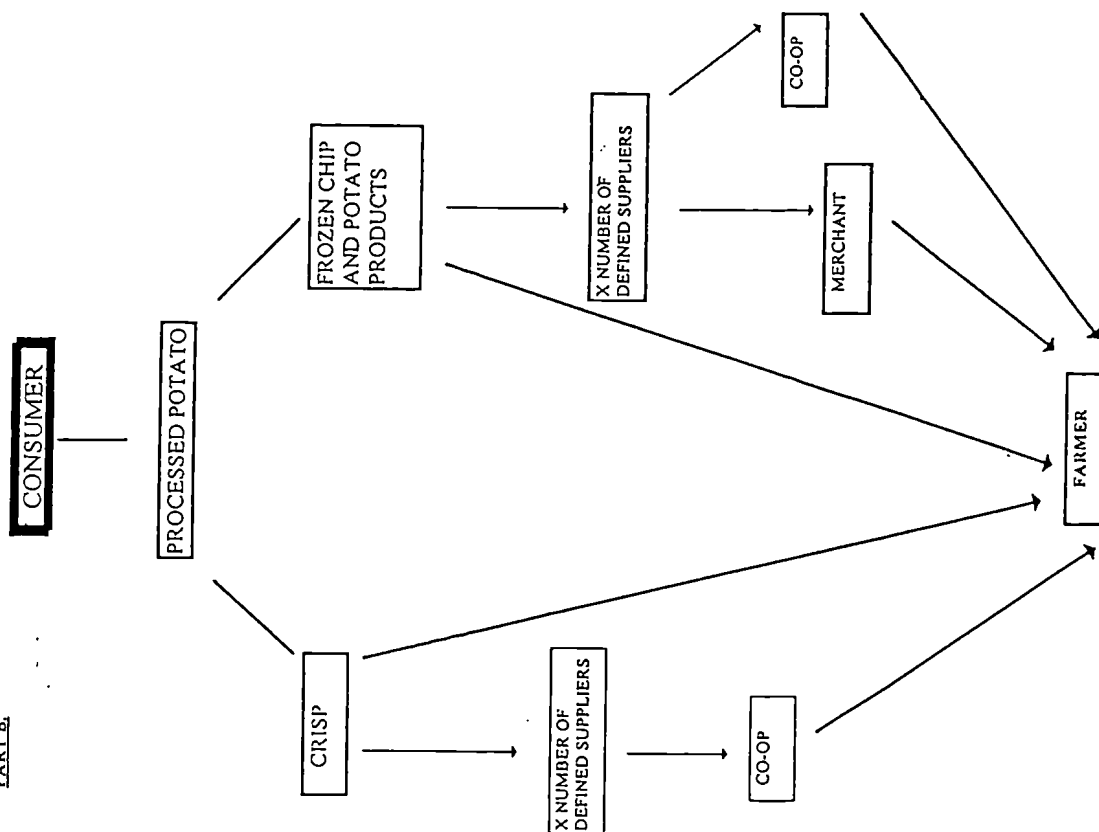 PART B.
CONSUMER
PROCESSED POTATO
CRISP
FROZEN CHIP
AND POTATO
PRODUCTS
X NUMBER OF
DEFINED SUPPLIERS
X NUMBER OF
DEFINED SUPPLIERS
CO-OP
MERCHANT
CO-OP
FARMER